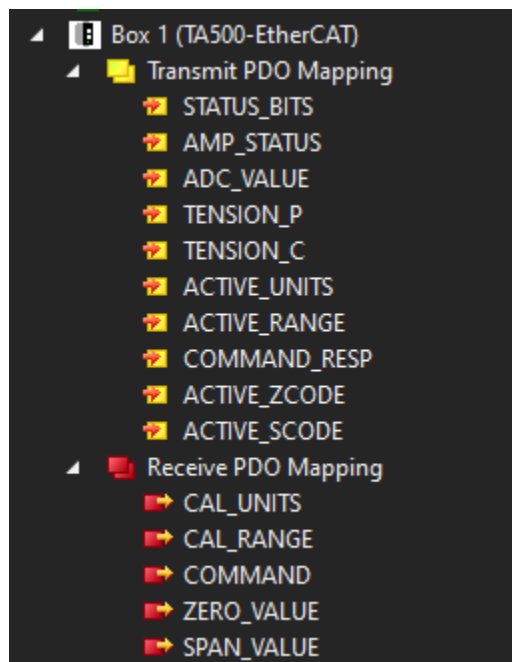 Box 1 (TA500-EtherCAT)
Transmit PDO Mapping
STATUS_BITS
AMP_STATUS
ADC_VALUE
TENSION_P
TENSION_C
ACTIVE_UNITS
ACTIVE_RANGE
COMMAND_RESP
ACTIVE_ZCODE
ACTIVE_SCODE
Receive PDO Mapping
CAL_UNITS
CAL_RANGE
COMMAND
ZERO_VALUE
SPAN_VALUE